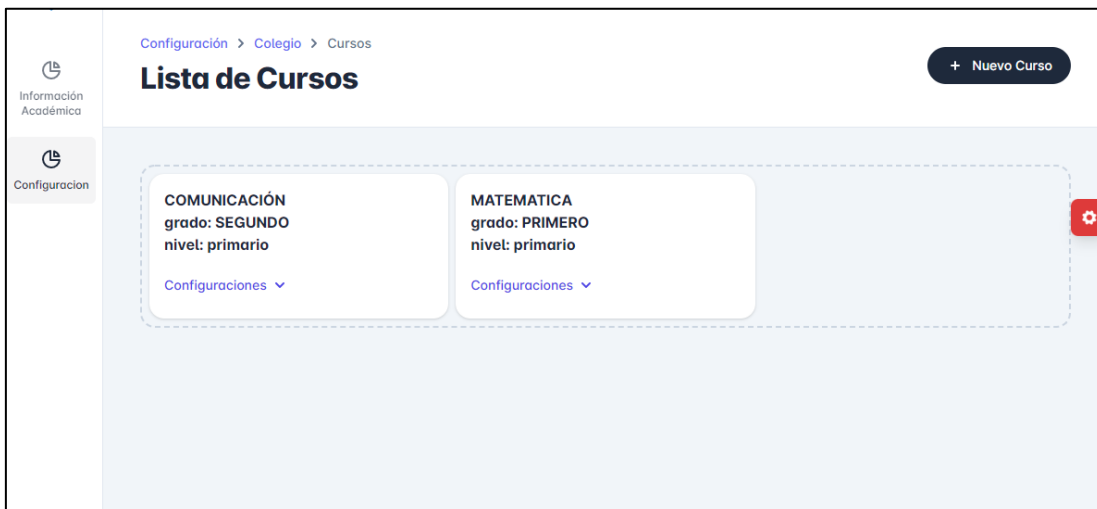 Configuración > Colegio > Cursos
Lista de Cursos
+ Nuevo Curso
Información
Académica
Configuracion
COMUNICACIÓN
grado: SEGUNDO
nivel: primario
Configuraciones
MATEMATICA
grado: PRIMERO
nivel: primario
Configuraciones